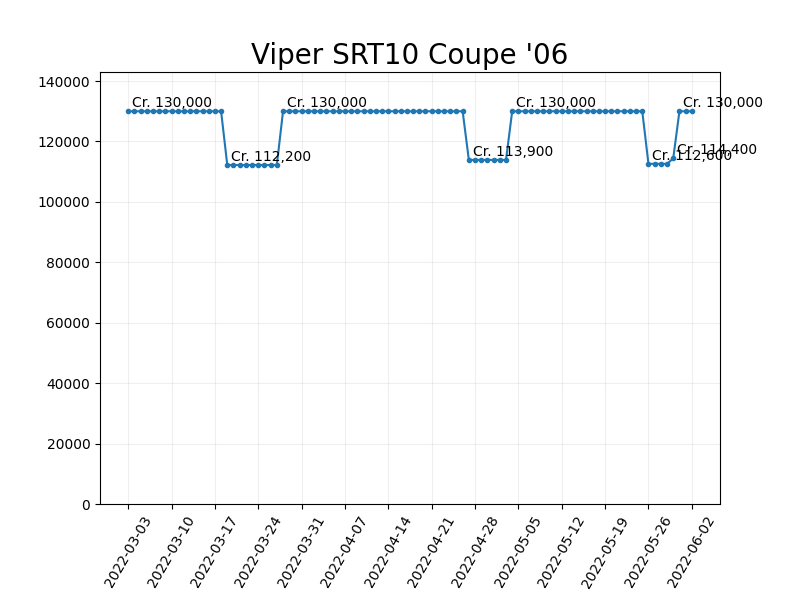 Viper SRT10 Coupe '06
140000
120000
100000
80000
60000
40000
20000
0
Cr. 130,000
Cr. 112,200
Cr. 130,000
Cr. 113,900
Cr. 130,000
Cr. 112,600
Cr. 114,400
Cr. 130,000
2022-03-03
2022-03-10
2022-03-17
2022-03-24
2022-03-31
2022-04-07
2022-04-14
2022-04-21
2022-04-28
2022-05-05
2022-05-12
2022-05-19
2022-05-26
2022-06-02